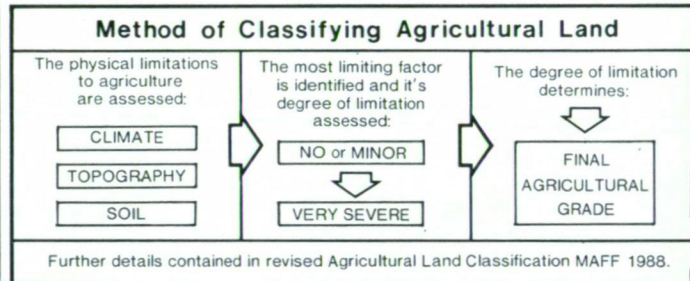 Method of Classifying Agricultural Land
The physical limitations
to agriculture
are assessed:
CLIMATE
TOPOGRAPHY
SOIL
The most limiting factor
is identified and it's
degree of limitation
assessed:
NO or MINOR
VERY SEVERE
The degree of limitation
determines:
FINAL
AGRICULTURAL
GRADE
Further details contained in revised Agricultural Land Classification MAFF 1988.